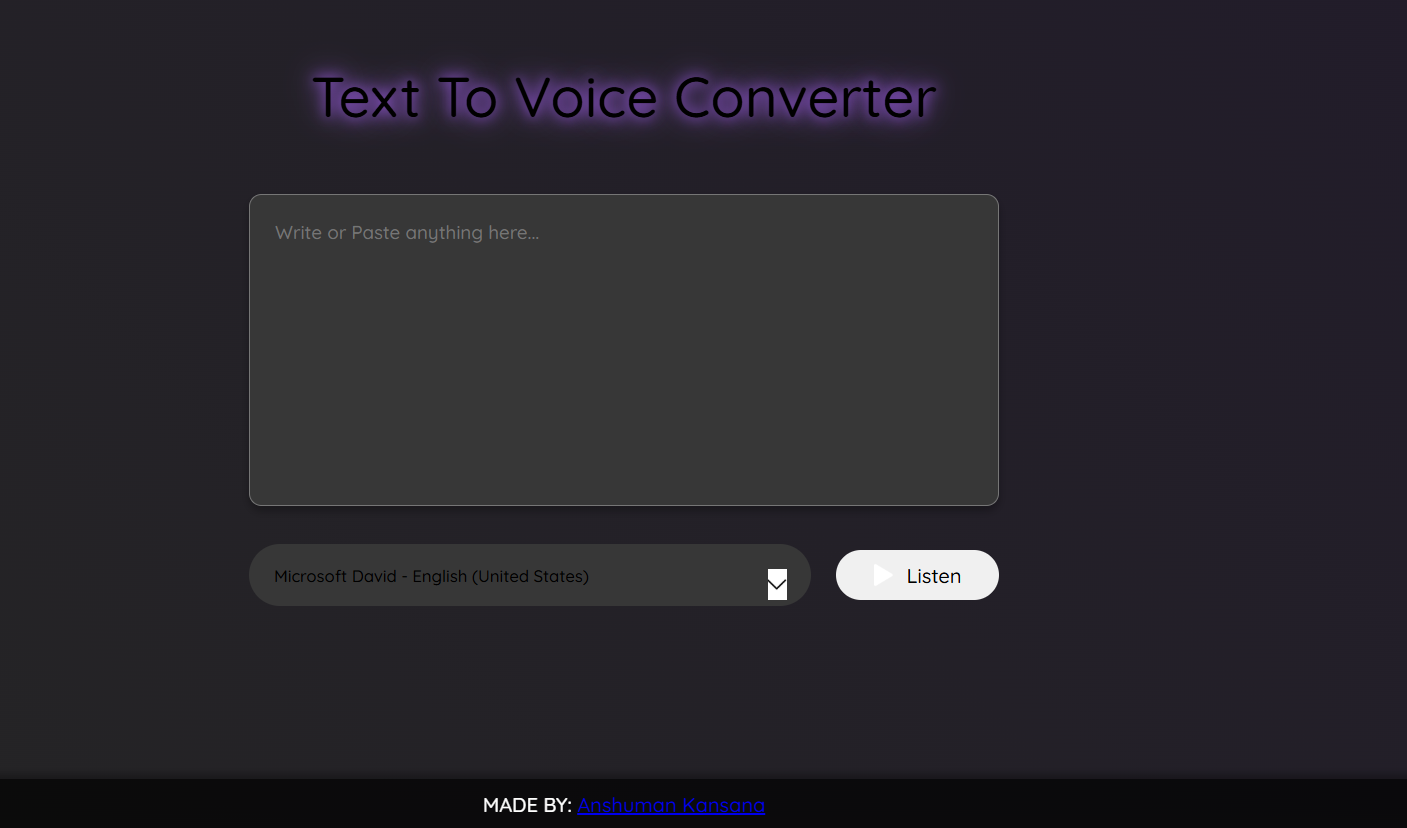 Text To Voice Converter
Write or Paste anything here...
Microsoft David - English (United States)
Listen
MADE BY: Anshuman Kansana